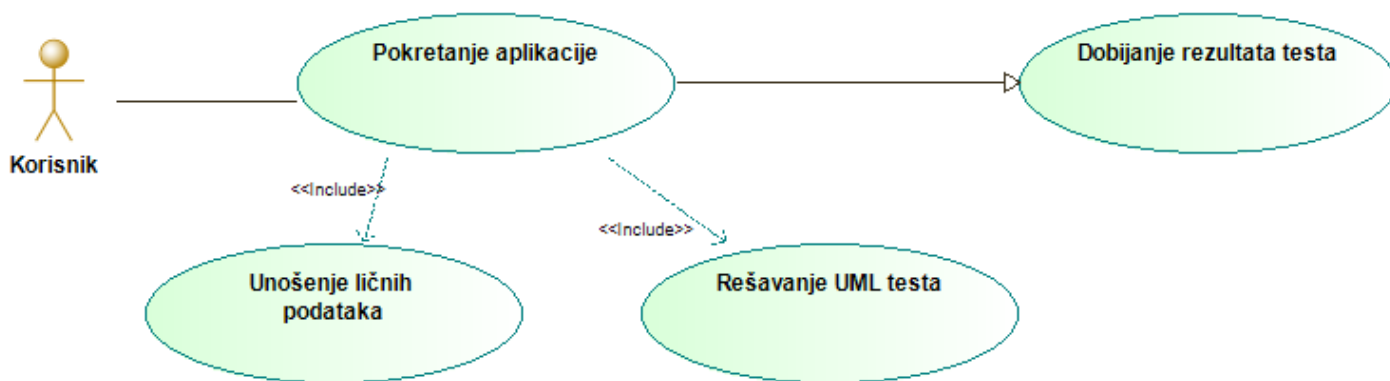 Pokretanje aplikacije
Dobijanje rezultata testa
Korisnik
<<Include>>
<<Include>>
Unošenje ličnih
podataka
Rešavanje UML testa